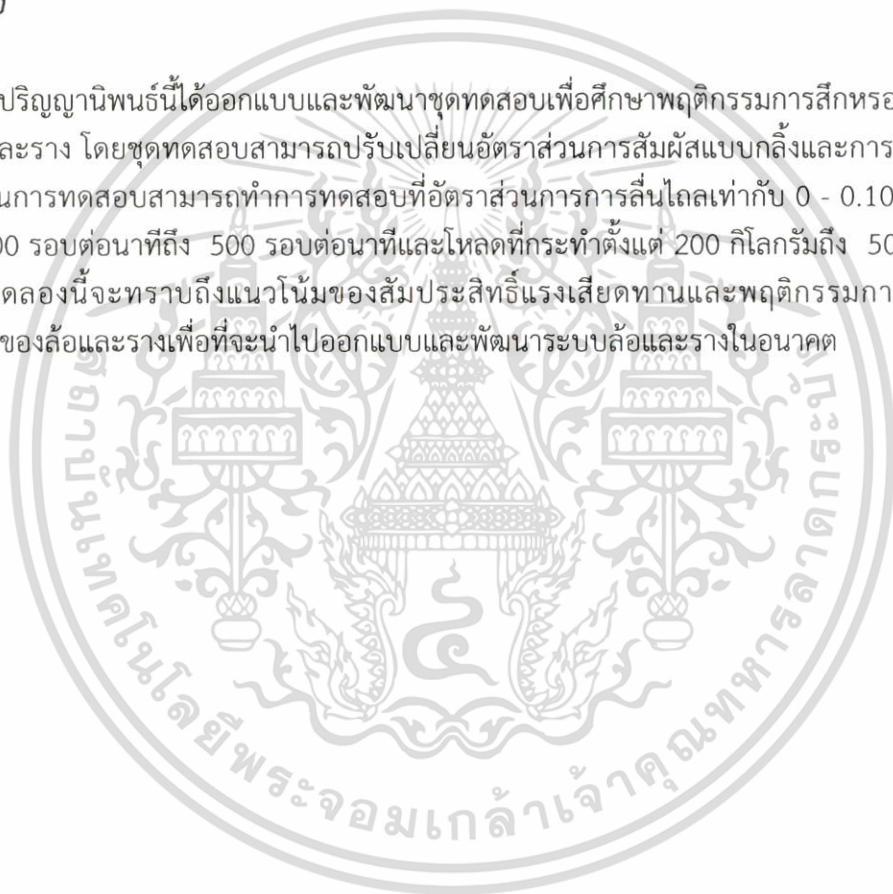 ปริญญานิพนธ์นี้ได้ออกแบบและพัฒนาชุดทดสอบเพื่อศึกษาพฤติกรรมการสึกหรอ
ละราง โดยชุดทดสอบสามารถปรับเปลี่ยนอัตราส่วนการสัมผัสแบบกลิ้งและการ
นการทดสอบสามารถทำการทดสอบที่อัตราส่วนการการลื่นไถลเท่ากับ 0 - 0.10
00 รอบต่อนาทีถึง 500 รอบต่อนาทีและโหลดที่กระทำตั้งแต่ 200 กิโลกรัมถึง 50
ดลองนี้จะทราบถึงแนวโน้มของสัมประสิทธิ์แรงเสียดทานและพฤติกรรมกา
ของล้อและรางเพื่อที่จะนำไปออกแบบและพัฒนาระบบล้อและรางในอนาคต
สถาบันเทคโนโลยีพระจอมเกล้าเจ้าคุณทหารลาดกระบัง